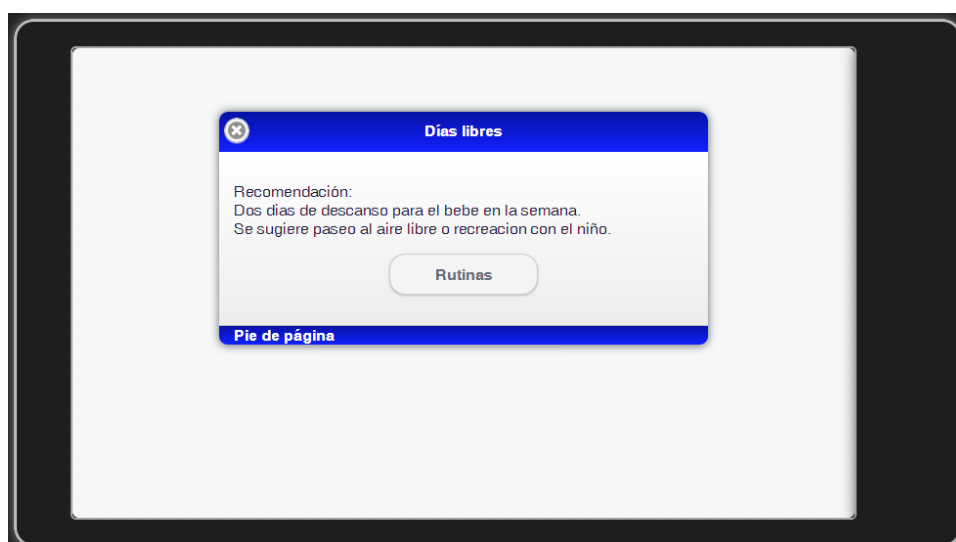 Días libres
Recomendación:
Dos dias de descanso para el bebe en la semana.
Se sugiere paseo al aire libre o recreacion con el niño.
Rutinas
Pie de página